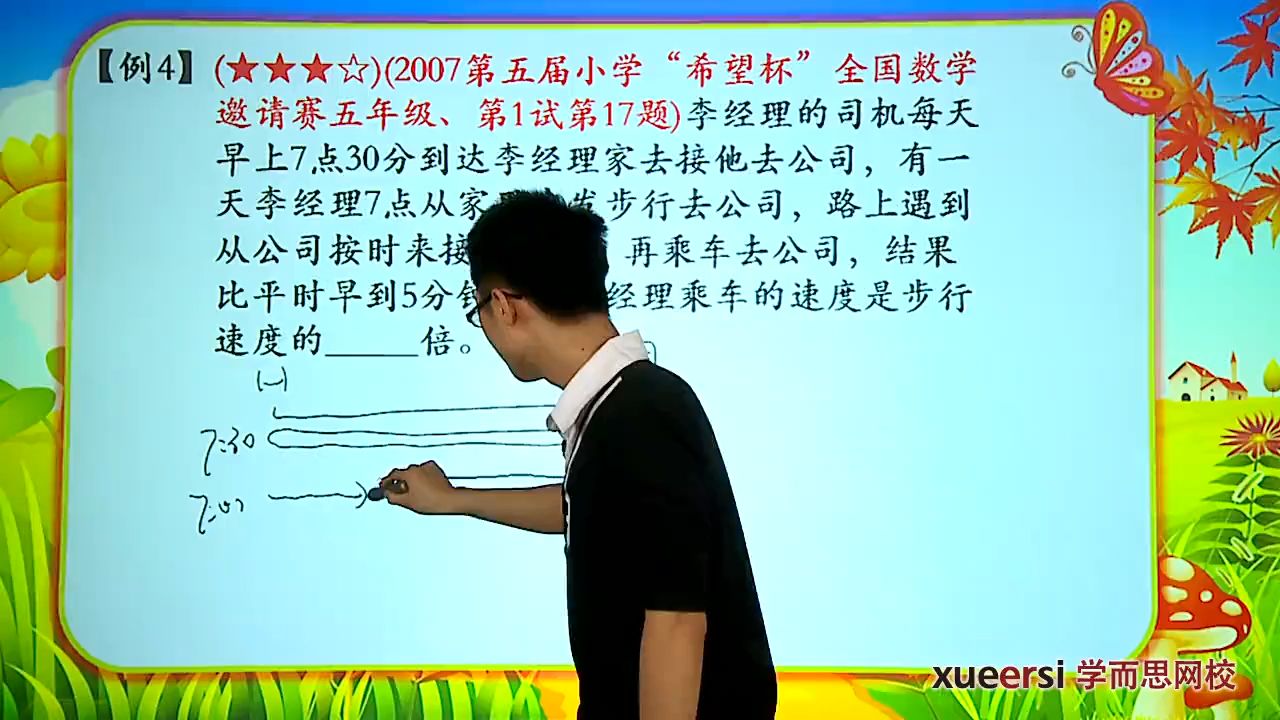 【例4】(★★★☆)(2007第五届小学“希望杯”全国数学
邀请赛五年级、第1试第17题)李经理的司机每天
早上7点30分到达李经理家去接他去公司，有一
天李经理7点从家 发步行去公司，路上遇到
从公司按时来接 再乘车去公司，结果
比平时早到5分 经理乘车的速度是步行
速度的_____倍。
7:30
7:00
xueersi 学而思网校